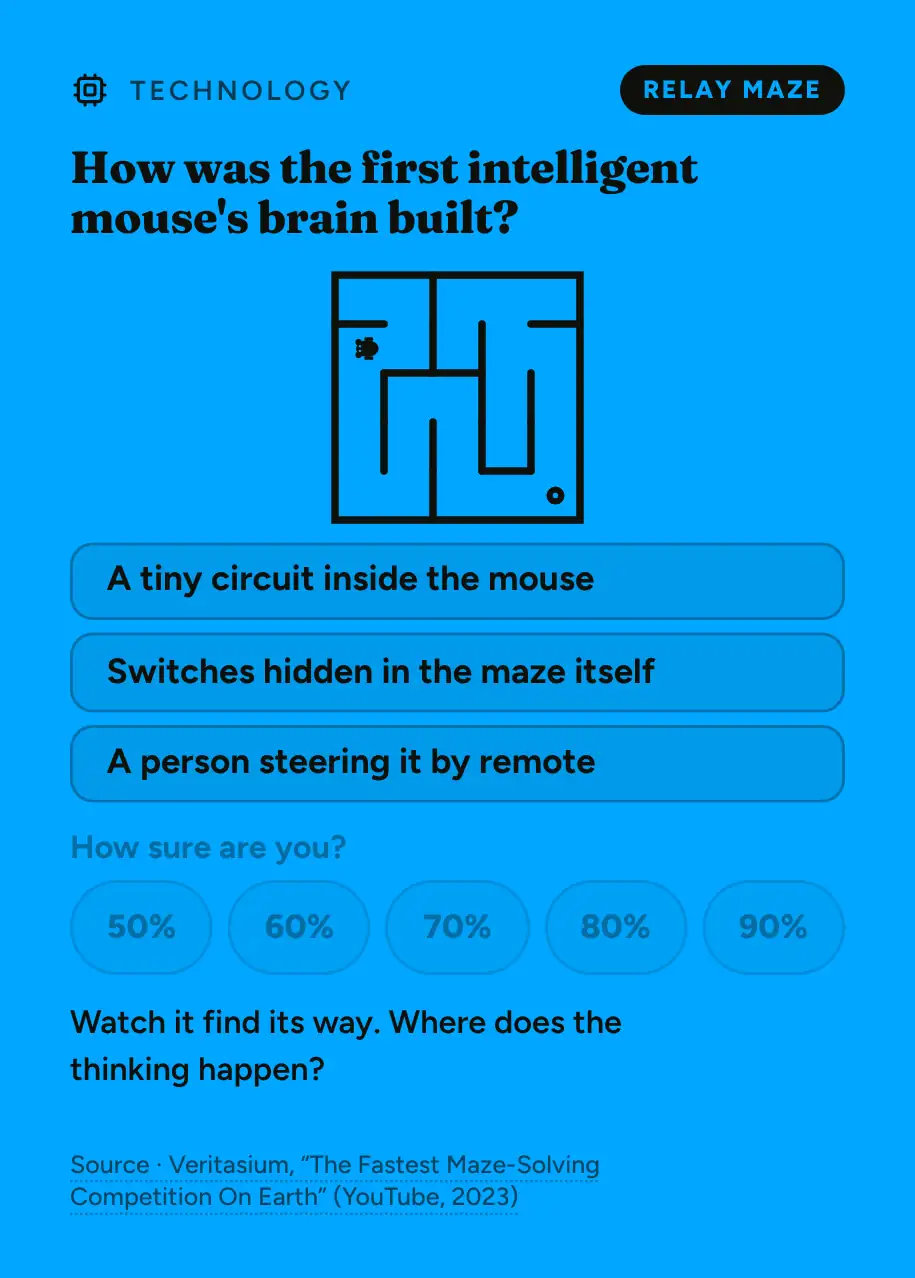 TECHNOLOGY
RELAY MAZE
How was the first intelligent
mouse's brain built?
A tiny circuit inside the mouse
Switches hidden in the maze itself
A person steering it by remote
How sure are you?
50%
60%
70%
80%
90%
Watch it find its way. Where does the
thinking happen?
Source · Veritasium, “The Fastest Maze-Solving
Competition On Earth” (YouTube, 2023)